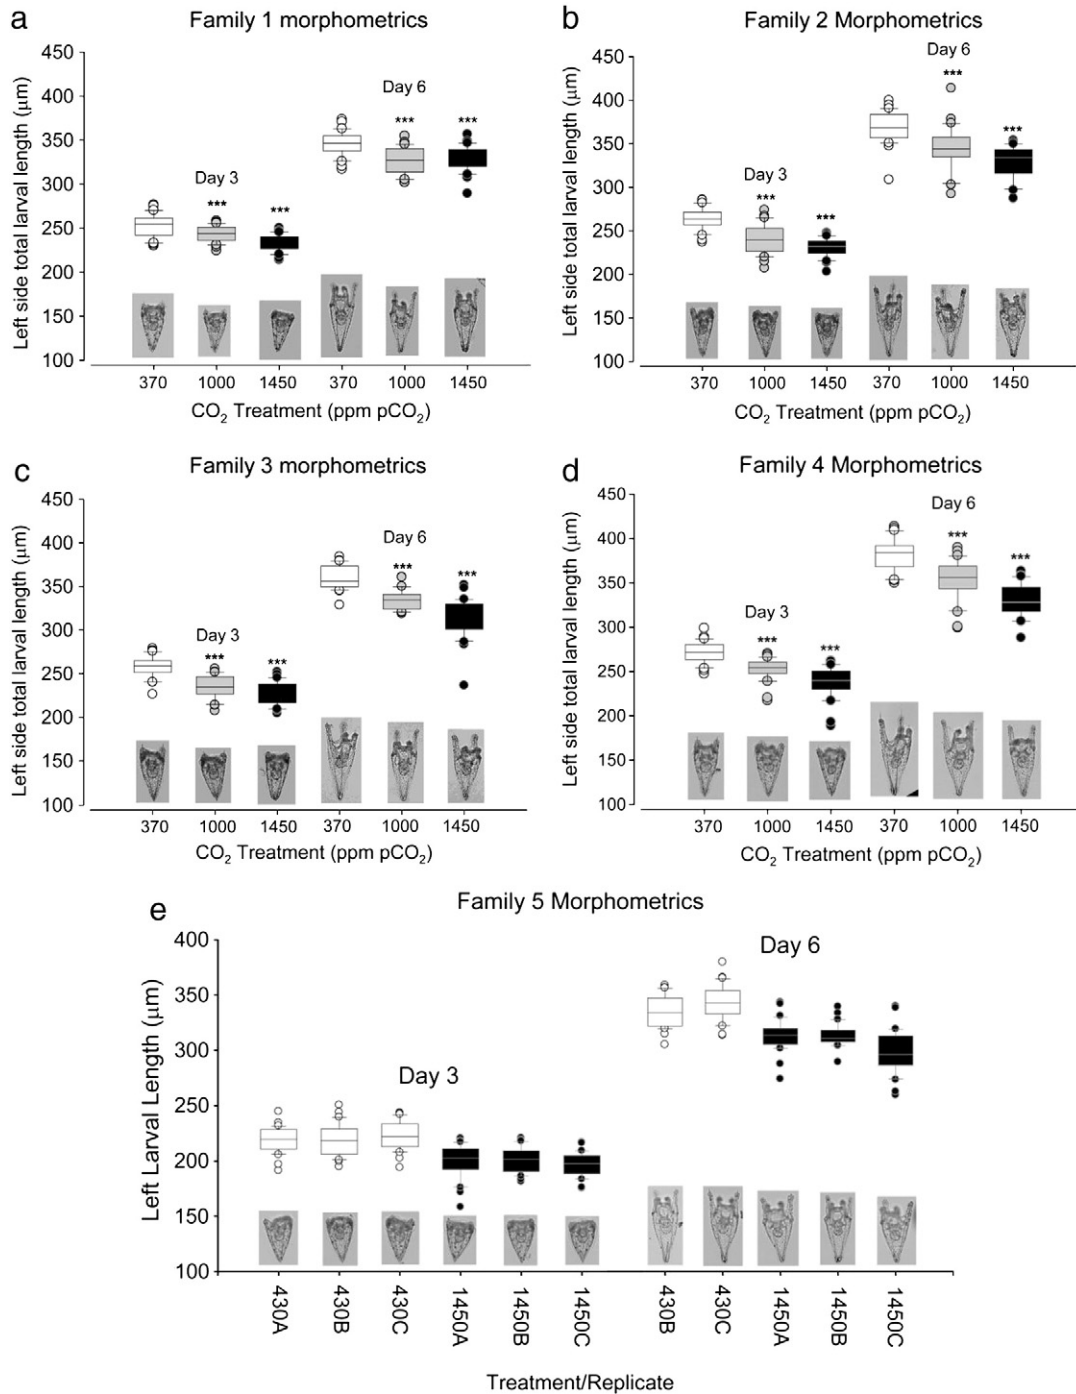 a
Family 1 morphometrics
450
400
350
300
250
200
150
100
Left side total larval length (μm)
Day 3
***
***
Day 6
***
***
370
1000
1450
370
1000
1450
CO2 Treatment (ppm pCO2)
b
Family 2 Morphometrics
450
400
350
300
250
200
150
100
Left side total larval length (μm)
Day 3
***
***
Day 6
***
***
370
1000
1450
370
1000
1450
CO2 Treatment (ppm pCO2)
c
Family 3 morphometrics
450
400
350
300
250
200
150
100
Left side total larval length (μm)
Day 3
***
***
Day 6
***
***
370
1000
1450
370
1000
1450
CO2 Treatment (ppm pCO2)
d
Family 4 Morphometrics
450
400
350
300
250
200
150
100
Left side total larval length (μm)
Day 3
***
***
Day 6
***
***
370
1000
1450
370
1000
1450
CO2 Treatment (ppm pCO2)
e
Family 5 Morphometrics
400
350
300
250
200
150
100
Left Larval Length (μm)
Day 3
Day 6
430A
430B
430C
1450A
1450B
1450C
430B
430C
1450A
1450B
1450C
Treatment/Replicate